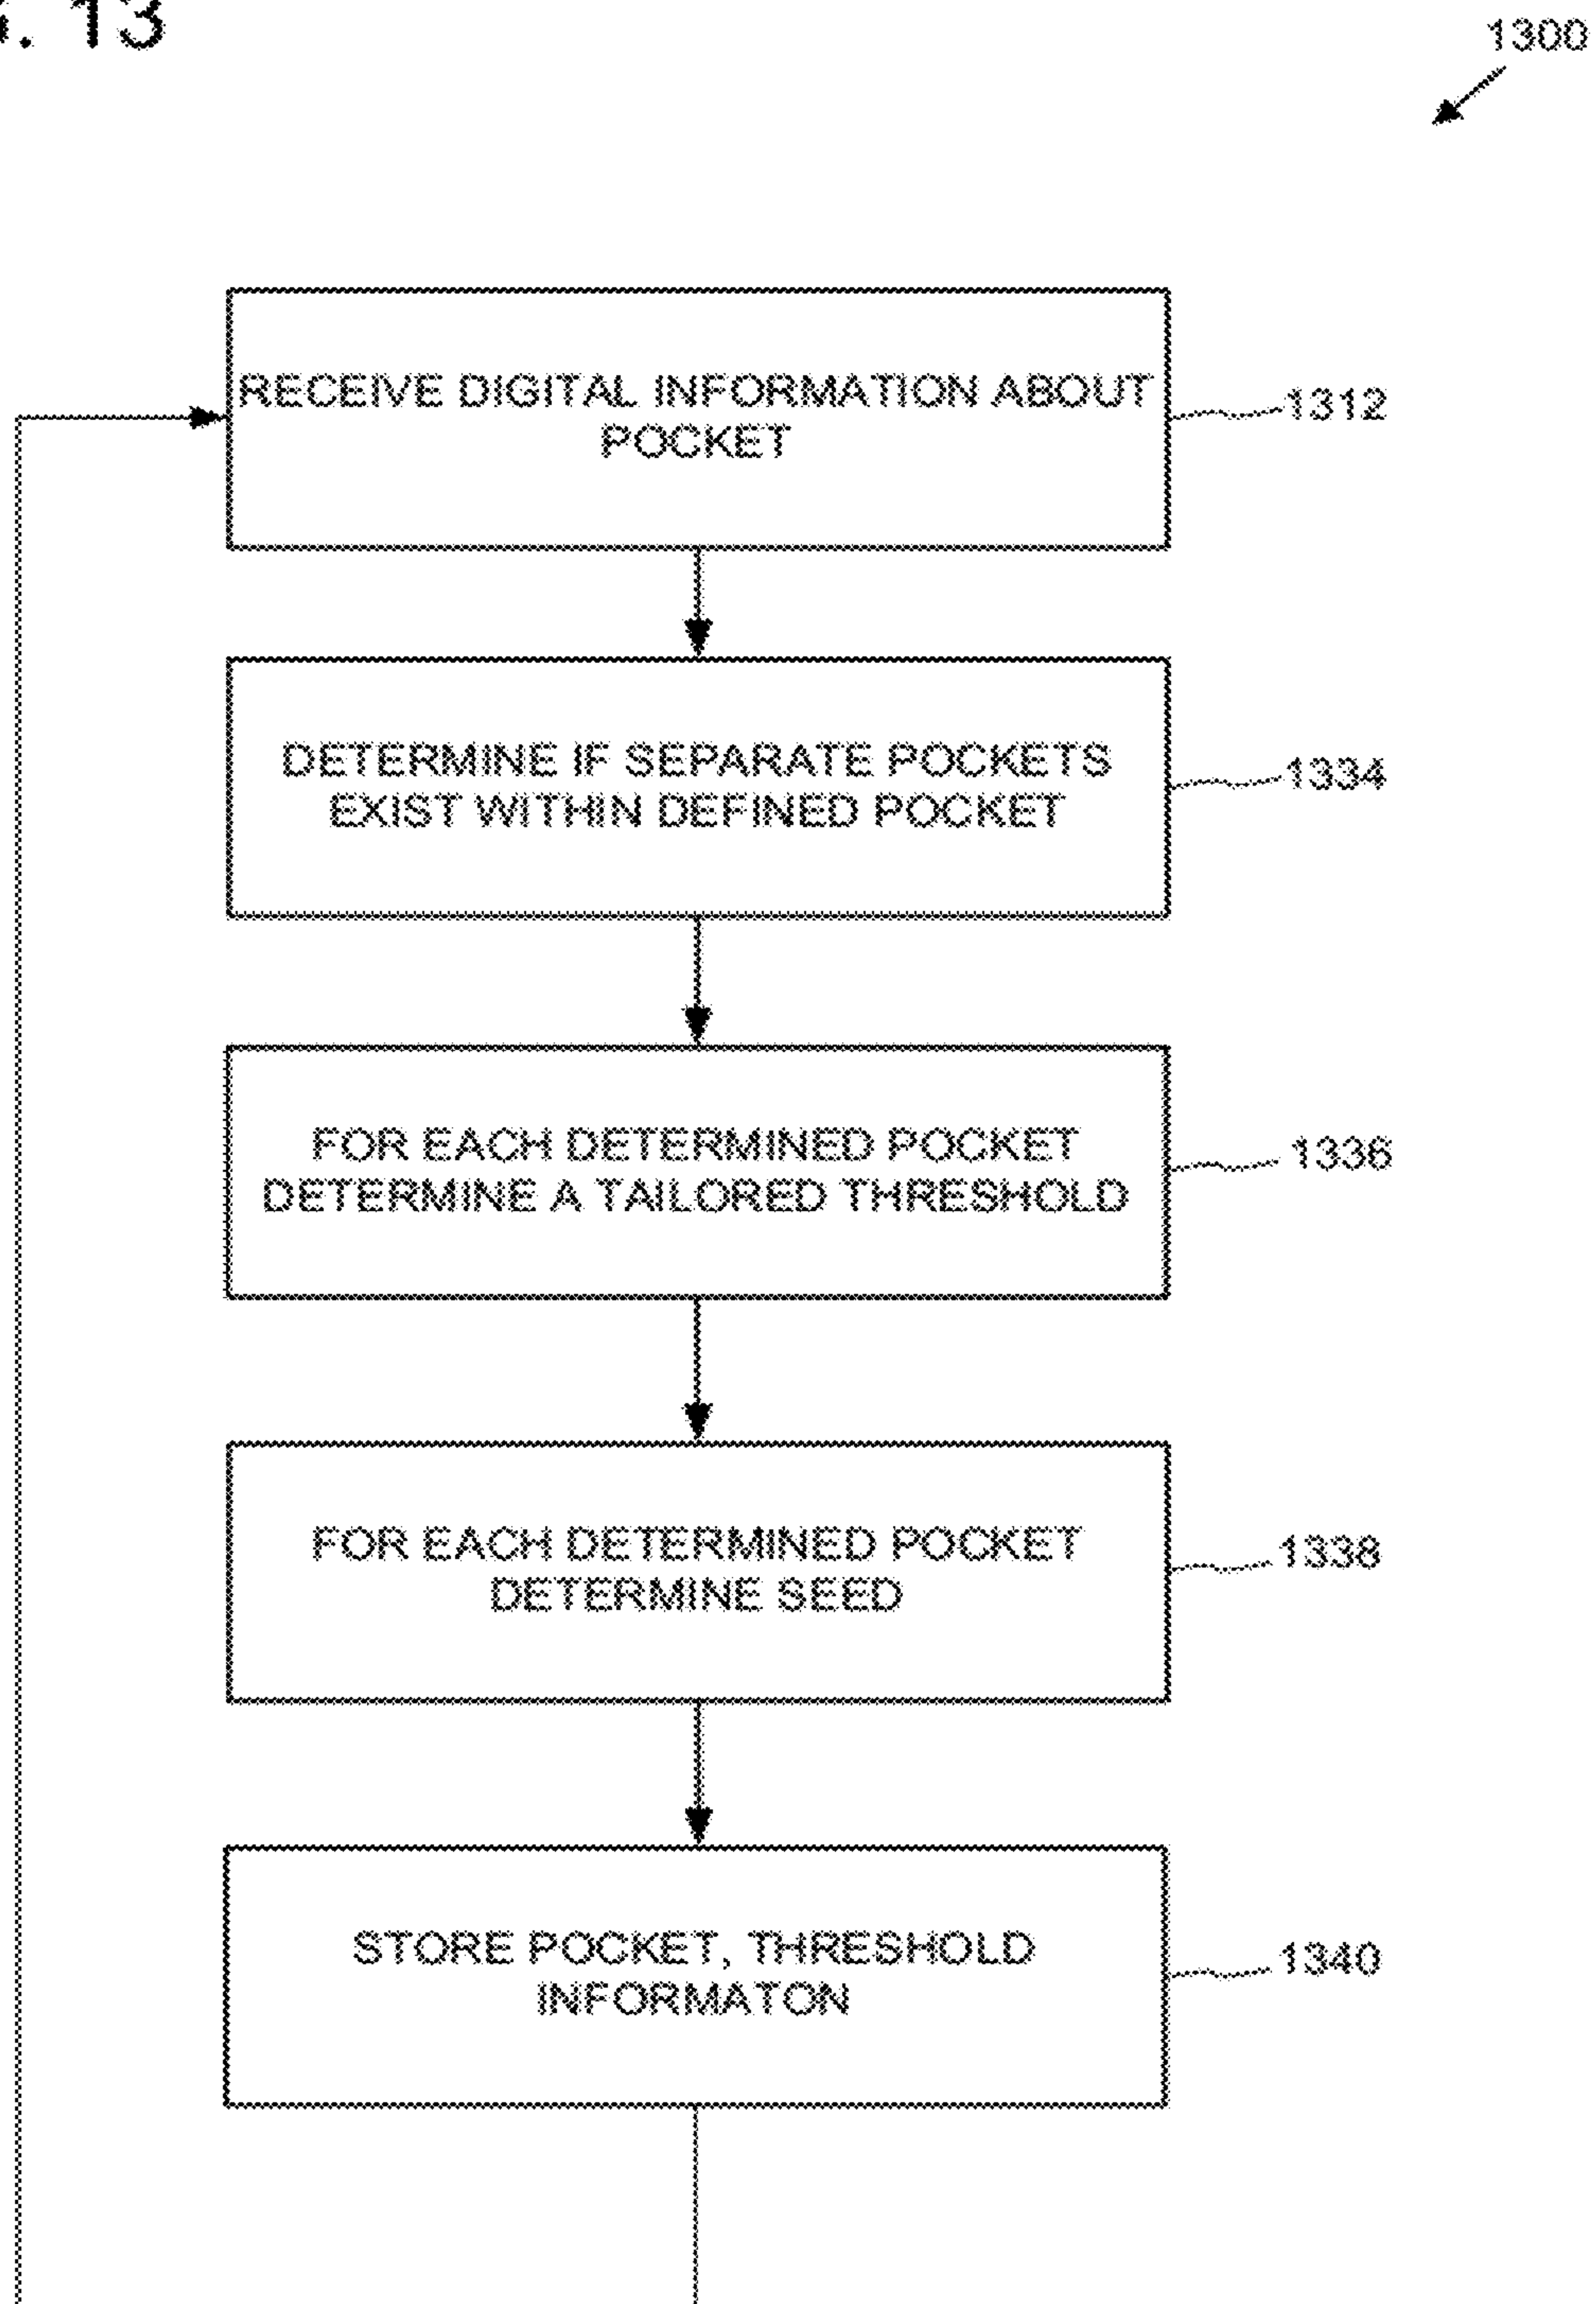 . 13
1300
RECEIVE DIGITAL INFORMATION ABOUT
POCKET
1312
DETERMINE IF SEPARATE POCKETS
EXIST WITHIN DEFINED POCKET
1334
FOR EACH DETERMINED POCKET
DETERMINE A TAILORED THRESHOLD
1336
FOR EACH DETERMINED POCKET
DETERMINE SEED
1338
STORE POCKET, THRESHOLD
INFORMATON
1340